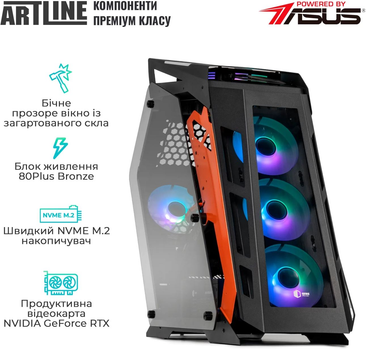 ARTLINE
КОМПОНЕНТИ
ПРЕМІУМ КЛАСУ
POWERED BY
ASUS
Бічне
прозоре вікно із
загартованого скла
Блок живлення
80Plus Bronze
NVME M.2
Швидкий NVME M.2
накопичувач
Продуктивна
відеокарта
NVIDIA GeForce RTX